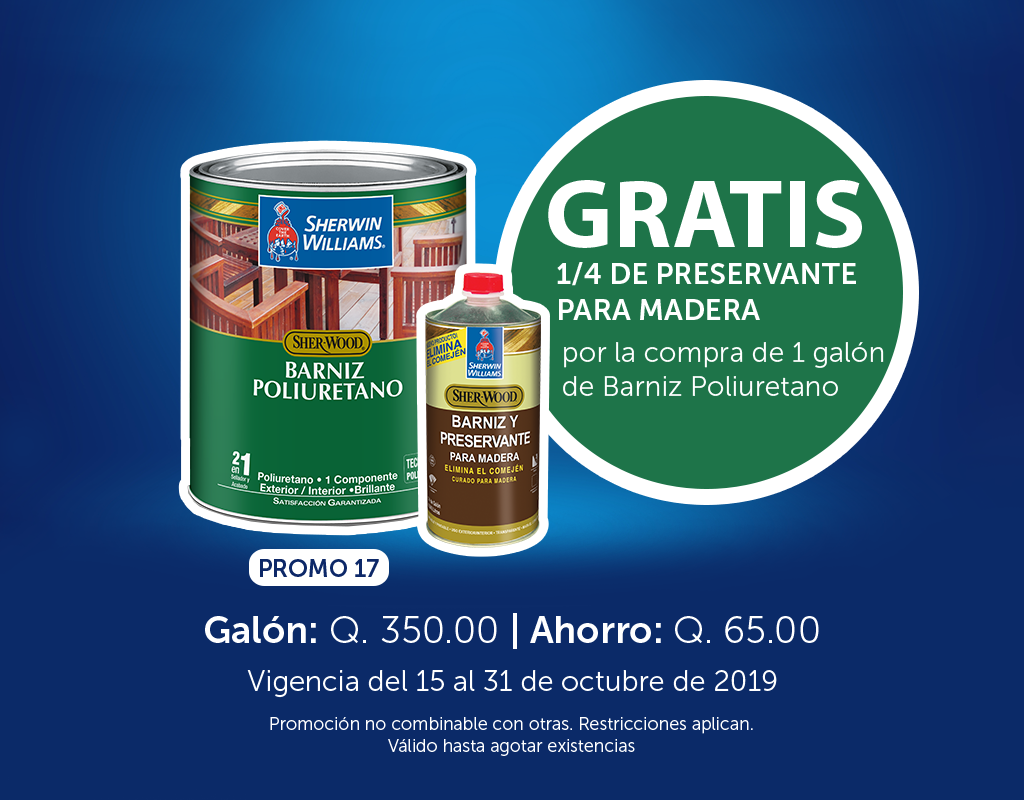 SHERWIN
WILLIAMS®
SHER-WOOD
BARNIZ
POLIURETANO
2 en 1
Sellador y
Acabado
Poliuretano • 1 Componente
Exterior / Interior •Brillante
SATISFACCIÓN GARANTIZADA
ELIMINA
EL COMEJÉN
SHERWIN
WILLIAMS
SHER-WOOD
BARNIZ Y
PRESERVANTE
PARA MADERA
ELIMINA EL COMEJÉN
CURADO PARA MADERA
GRATIS
1/4 DE PRESERVANTE
PARA MADERA
por la compra de 1 galón
de Barniz Poliuretano
PROMO 17
Galón: Q. 350.00 | Ahorro: Q. 65.00
Vigencia del 15 al 31 de octubre de 2019
Promoción no combinable con otras. Restricciones aplican.
Válido hasta agotar existencias